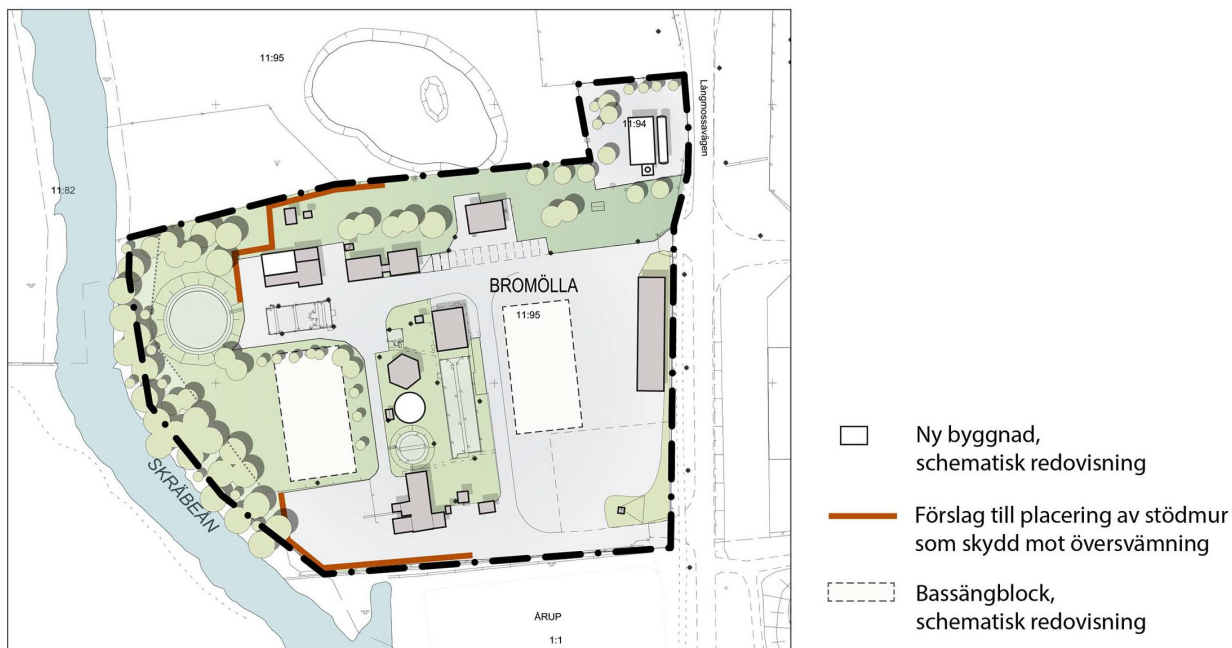 11:95
Långmossavägen
11:94
11:82
BROMÖLLA
11:95
SKRÄBEÅN
ÅRUP
1:1
Ny byggnad,
schematisk redovisning
Förslag till placering av stödmur
som skydd mot översvämning
Bassängblock,
schematisk redovisning